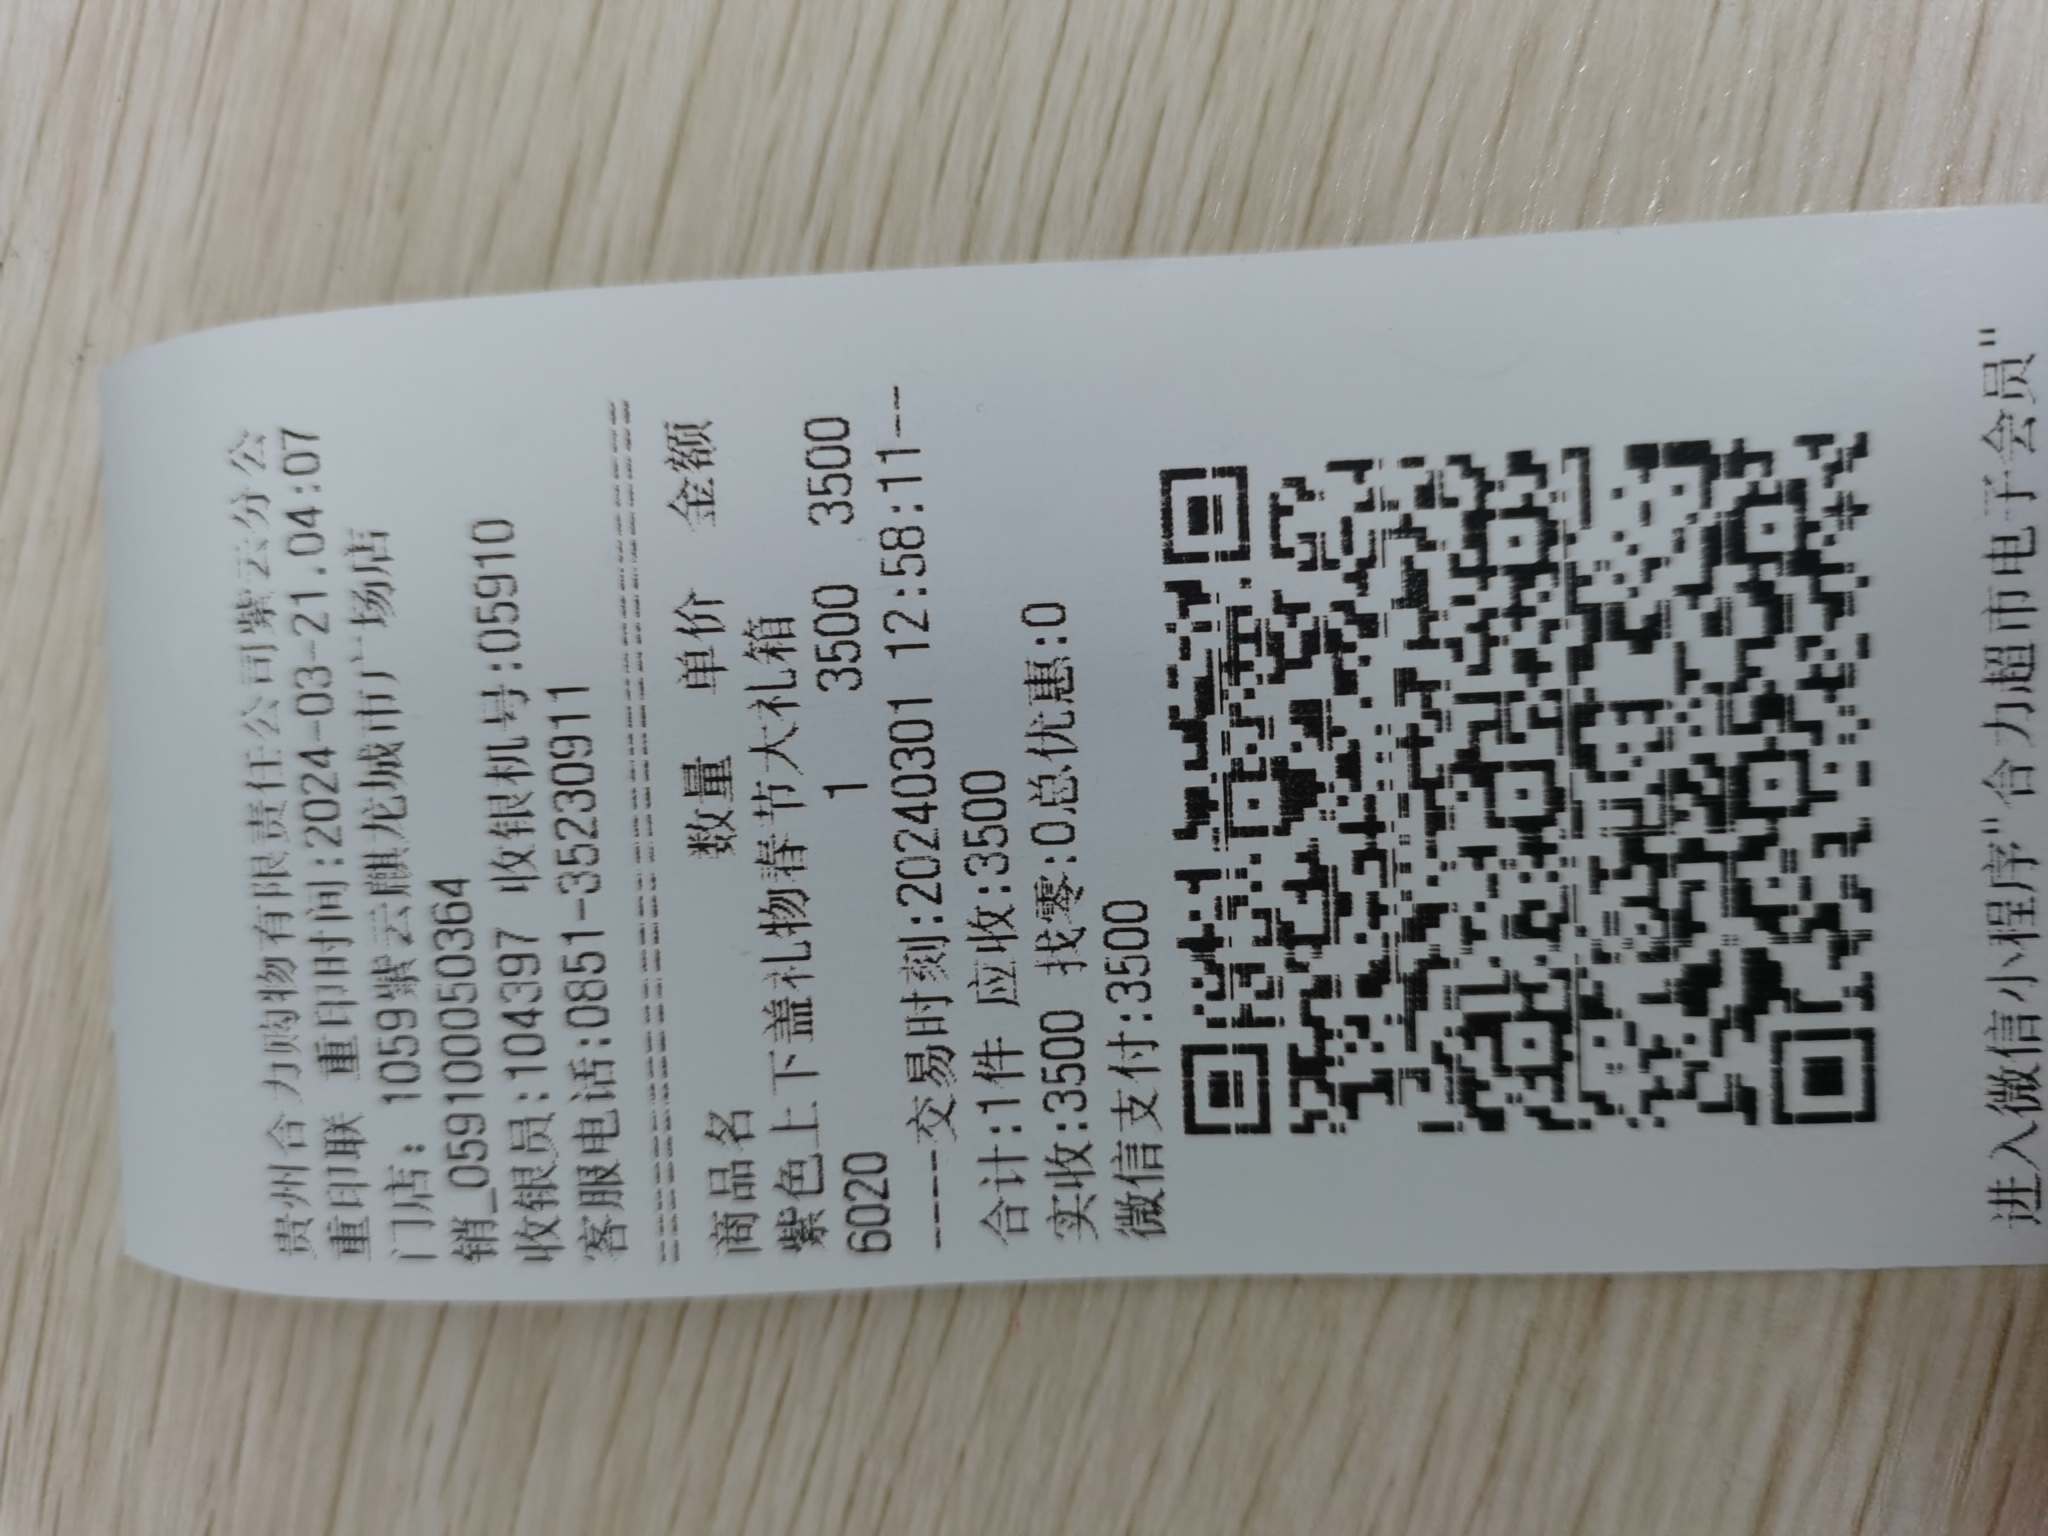 贵州合力购物有限责任公司紫云分公
重印联 重印时间:2024-03-21.04:07
门店: 1059紫云麒龙城市广场店
销_0591000050364
收银员:104397 收银机号:05910
客服电话:0851-35230911
商品名 数量 单价 金额
紫色上下盖礼物春节大礼箱
6020 1 3500 3500
-----交易时刻:20240301 12:58:11--
合计:1件 应收:3500
实收:3500 找零:0总优惠:0
微信支付:3500
进入微信小程序"合力超市电子会员"